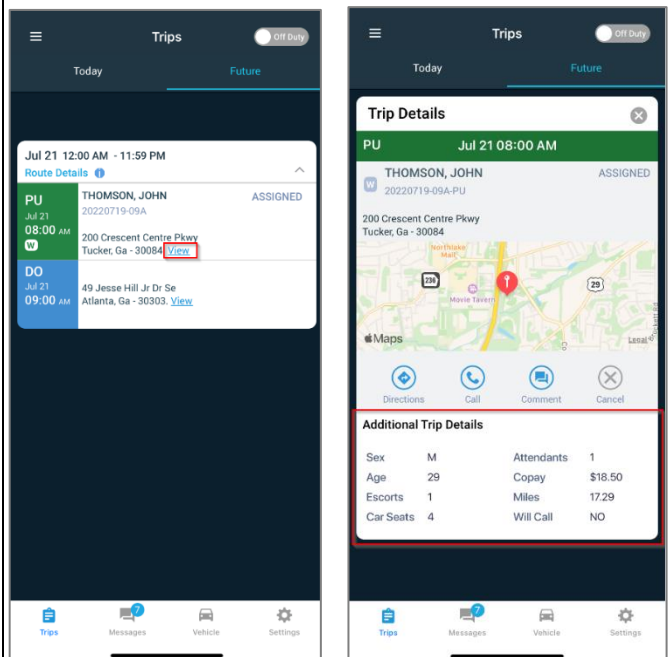 Trips
Off Duty
Today Future
Jul 21 12:00 AM - 11:59 PM
Route Details i
PU
Jul 21
08:00 AM
W
THOMSON, JOHN ASSIGNED
20220719-09A
200 Crescent Centre Pkwy
Tucker, Ga - 30084 View
DO
Jul 21
09:00 AM
49 Jesse Hill Jr Dr Se
Atlanta, Ga - 30303. View
7
Trips Messages Vehicle Settings
Trips
Off Duty
Today Future
Trip Details
PU Jul 21 08:00 AM
W
THOMSON, JOHN ASSIGNED
20220719-09A-PU
200 Crescent Centre Pkwy
Tucker, Ga - 30084
Northlake
Mall
236
29
Movie Tavern
Maps
Legal
Directions Call Comment Cancel
Additional Trip Details
Sex M Attendants 1
Age 29 Copay $18.50
Escorts 1 Miles 17.29
Car Seats 4 Will Call NO
7
Trips Messages Vehicle Settings